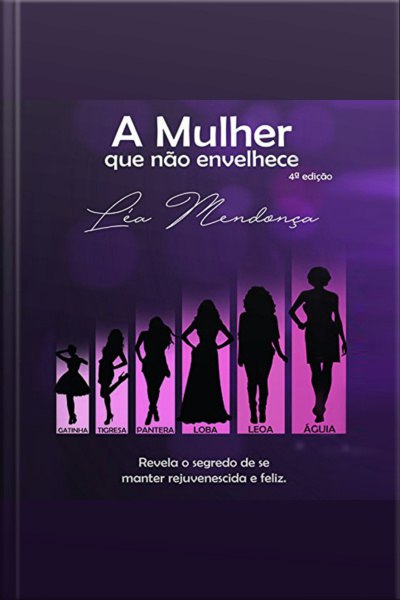 A Mulher
que não envelhece
4ª edição
Léa Mendonça
GATINHA TIGRESA PANTERA LOBA LEOA ÁGUIA
Revela o segredo de se
manter rejuvenescida e feliz.